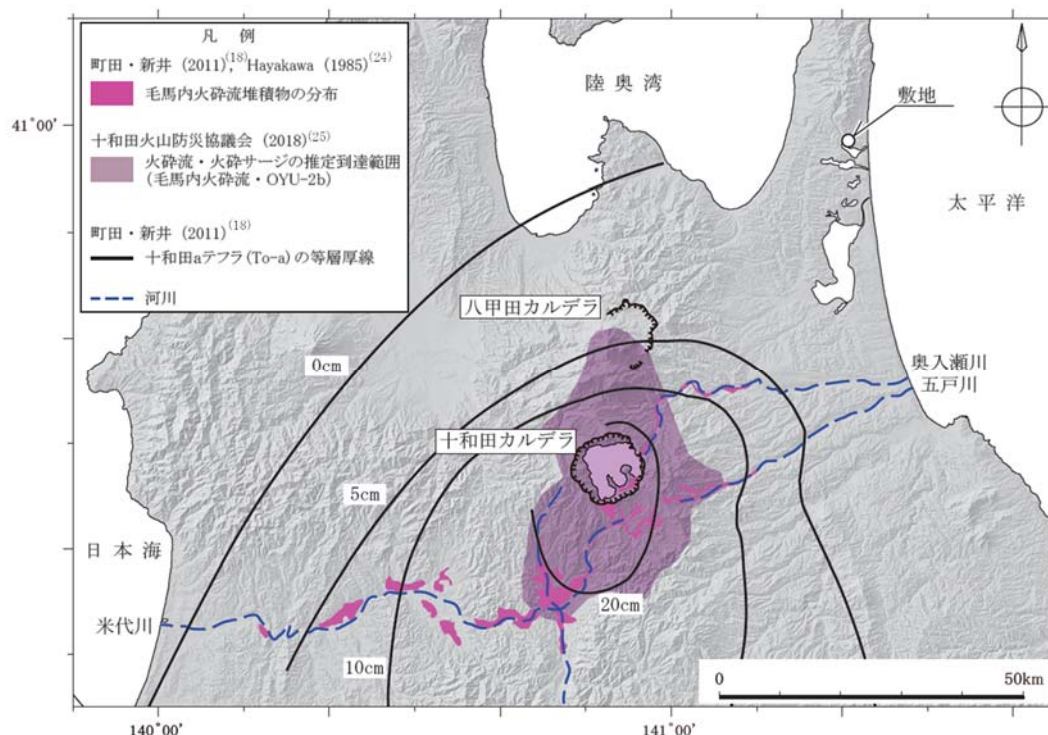 凡 例
町田・新井 (2011)(18), Hayakawa (1985)(24)
毛馬内火砕流堆積物の分布
十和田火山防災協議会 (2018)(25)
火砕流・火砕サージの推定到達範囲
(毛馬内火砕流・OYU-2b)
町田・新井 (2011)(18)
十和田aテフラ(To-a)の等層厚線
河川
陸奥湾
敷地
41°00'
太平洋
八甲田カルデラ
0cm
奥入瀬川
五戸川
十和田カルデラ
5cm
日本海
20cm
米代川
10cm
0
50km
140°00'
141°00'